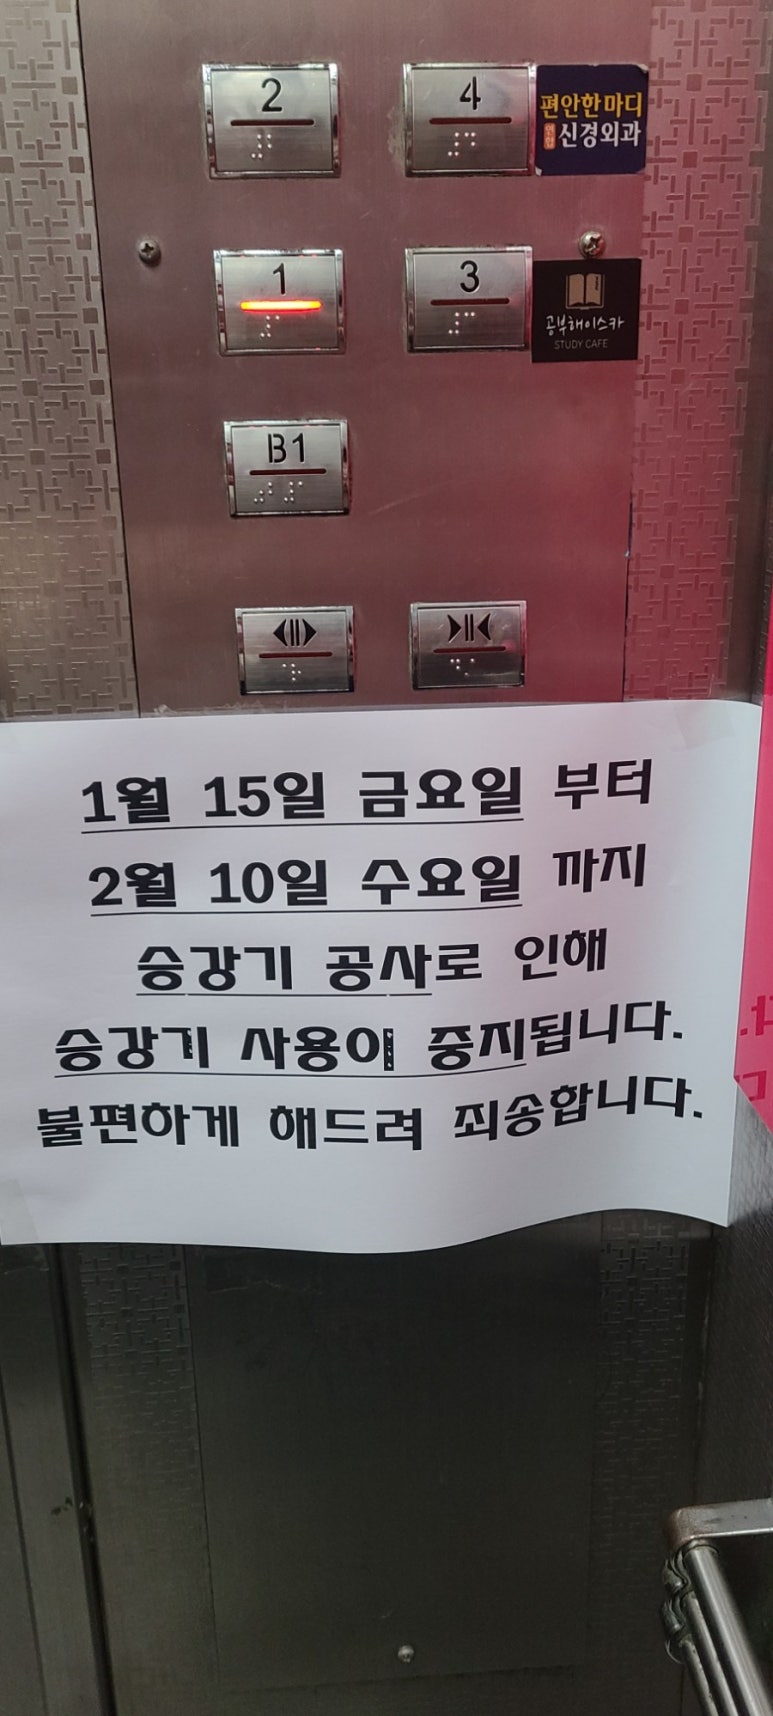 2
4
편안한마디
연합 신경외과
1
3
공부해이스카
STUDY CAFE
B1
1월 15일 금요일 부터
2월 10일 수요일 까지
승강기 공사로 인해
승강기 사용이 중지됩니다.
불편하게 해드려 죄송합니다.